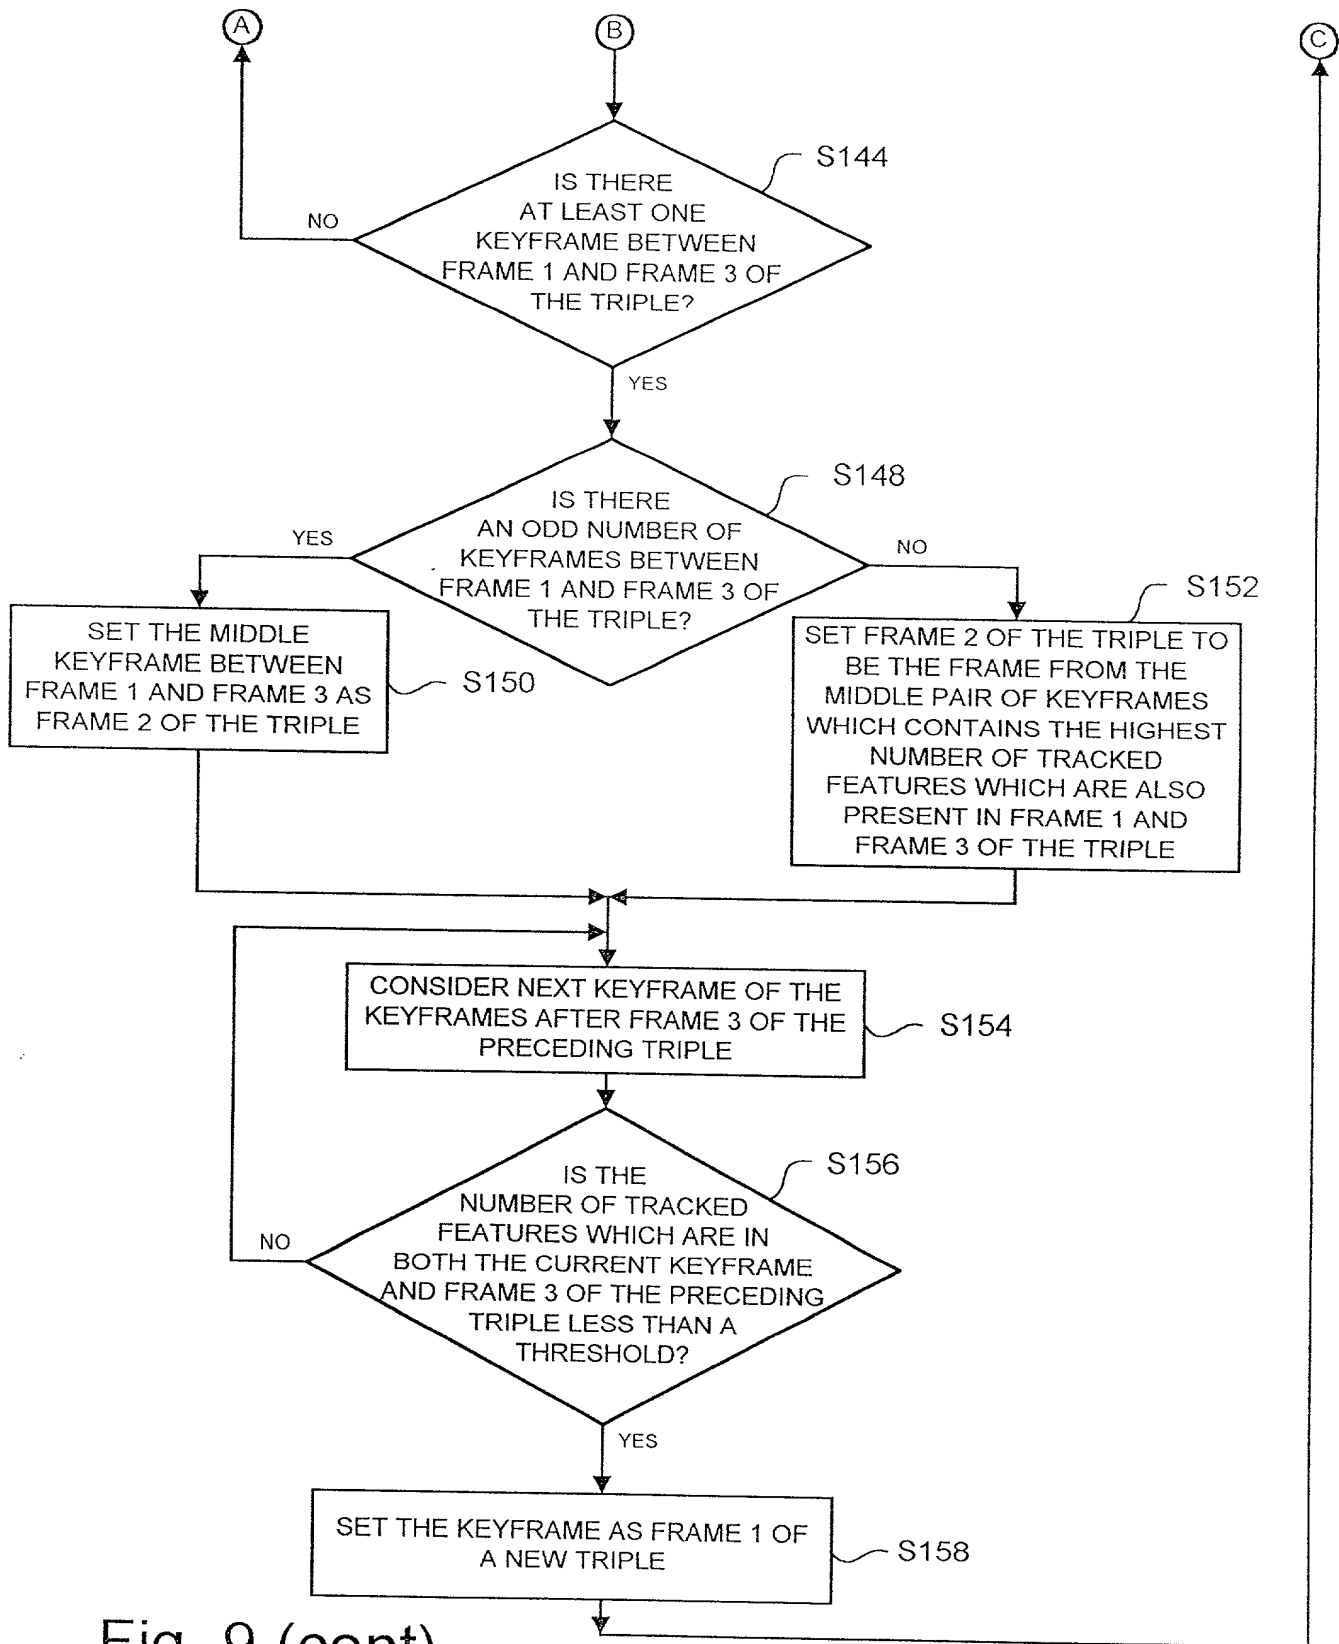 A
B
C
S144
IS THERE
AT LEAST ONE
KEYFRAME BETWEEN
FRAME 1 AND FRAME 3 OF
THE TRIPLE?
NO
YES
S148
IS THERE
AN ODD NUMBER OF
KEYFRAMES BETWEEN
FRAME 1 AND FRAME 3 OF
THE TRIPLE?
YES
NO
SET THE MIDDLE
KEYFRAME BETWEEN
FRAME 1 AND FRAME 3 AS
FRAME 2 OF THE TRIPLE
S150
S152
SET FRAME 2 OF THE TRIPLE TO
BE THE FRAME FROM THE
MIDDLE PAIR OF KEYFRAMES
WHICH CONTAINS THE HIGHEST
NUMBER OF TRACKED
FEATURES WHICH ARE ALSO
PRESENT IN FRAME 1 AND
FRAME 3 OF THE TRIPLE
CONSIDER NEXT KEYFRAME OF THE
KEYFRAMES AFTER FRAME 3 OF THE
PRECEDING TRIPLE
S154
S156
IS THE
NUMBER OF TRACKED
FEATURES WHICH ARE IN
BOTH THE CURRENT KEYFRAME
AND FRAME 3 OF THE PRECEDING
TRIPLE LESS THAN A
THRESHOLD?
NO
YES
SET THE KEYFRAME AS FRAME 1 OF
A NEW TRIPLE
S158
Fig. 9 (cont)